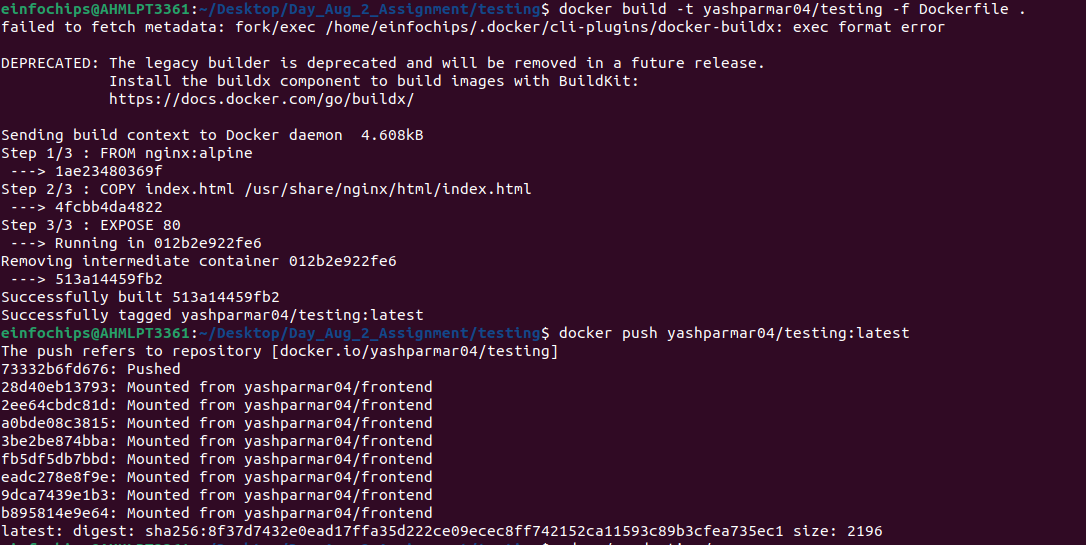 einfochips@AHMLPT3361:~/Desktop/Day_Aug_2_Assignment/testing$ docker build -t yashparmar04/testing -f Dockerfile .
failed to fetch metadata: fork/exec /home/einfochips/.docker/cli-plugins/docker-buildx: exec format error
DEPRECATED: The legacy builder is deprecated and will be removed in a future release.
Install the buildx component to build images with BuildKit:
https://docs.docker.com/go/buildx/
Sending build context to Docker daemon  4.608kB
Step 1/3 : FROM nginx:alpine
---> 1ae23480369f
Step 2/3 : COPY index.html /usr/share/nginx/html/index.html
---> 4fcbb4da4822
Step 3/3 : EXPOSE 80
---> Running in 012b2e922fe6
Removing intermediate container 012b2e922fe6
---> 513a14459fb2
Successfully built 513a14459fb2
Successfully tagged yashparmar04/testing:latest
einfochips@AHMLPT3361:~/Desktop/Day_Aug_2_Assignment/testing$ docker push yashparmar04/testing:latest
The push refers to repository [docker.io/yashparmar04/testing]
73332b6fd676: Pushed
28d40eb13793: Mounted from yashparmar04/frontend
2ee64cbdc81d: Mounted from yashparmar04/frontend
a0bde08c3815: Mounted from yashparmar04/frontend
3be2be874bba: Mounted from yashparmar04/frontend
fb5df5db7bbd: Mounted from yashparmar04/frontend
eadc278e8f9e: Mounted from yashparmar04/frontend
9dca7439e1b3: Mounted from yashparmar04/frontend
b895814e9e64: Mounted from yashparmar04/frontend
latest: digest: sha256:8f37d7432e0ead17ffa35d222ce09ecec8ff742152ca11593c89b3cfea735ec1 size: 2196